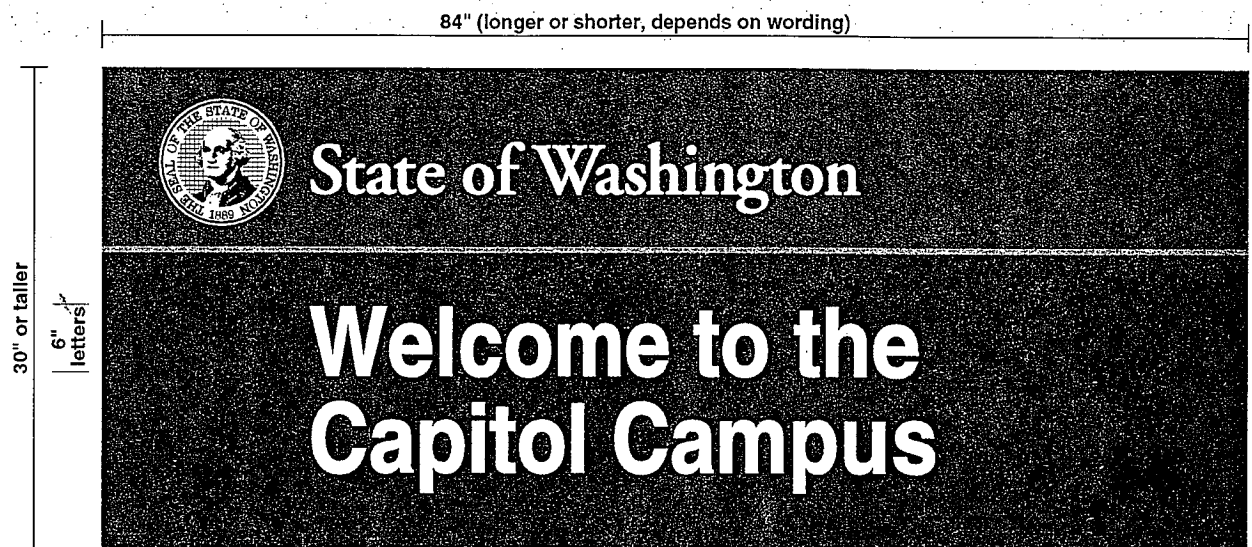 84" (longer or shorter, depends on wording)
THE SEAL OF THE STATE OF WASHINGTON
1889
State of Washington
30" or taller
6"
letters
Welcome to the
Capitol Campus